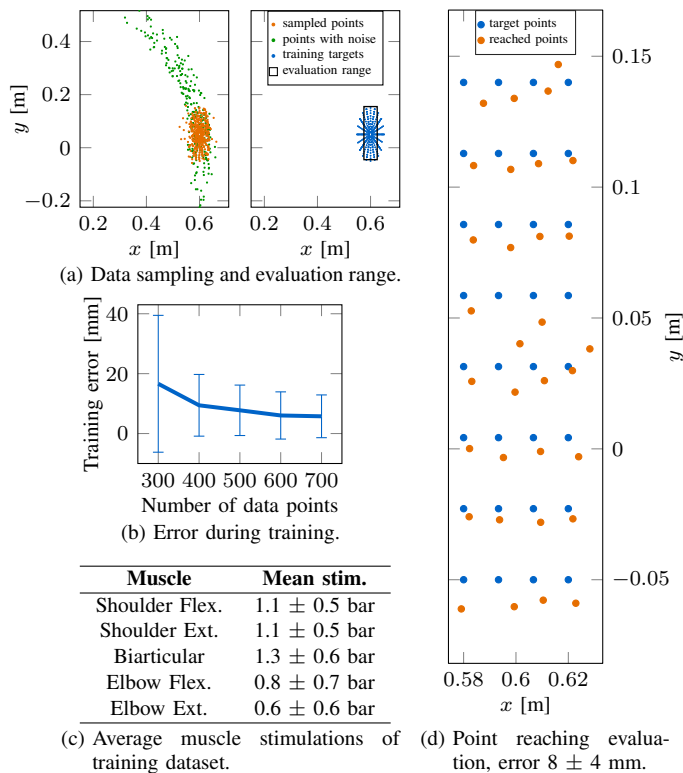 sampled points
points with noise
training targets
evaluation range
0.4
0.2
0
−0.2
y [m]
0.2 0.4 0.6
0.2 0.4 0.6
x [m]
x [m]
(a) Data sampling and evaluation range.
40
20
0
Training error [mm]
300 400 500 600 700
Number of data points
(b) Error during training.
Muscle Mean stim.
Shoulder Flex. 1.1 ± 0.5 bar
Shoulder Ext. 1.1 ± 0.5 bar
Biarticular 1.3 ± 0.6 bar
Elbow Flex. 0.8 ± 0.7 bar
Elbow Ext. 0.6 ± 0.6 bar
(c) Average muscle stimulations of
training dataset.
target points
reached points
0.15
0.1
0.05
0
−0.05
y [m]
0.58 0.6 0.62
x [m]
(d) Point reaching evalua-
tion, error 8 ± 4 mm.